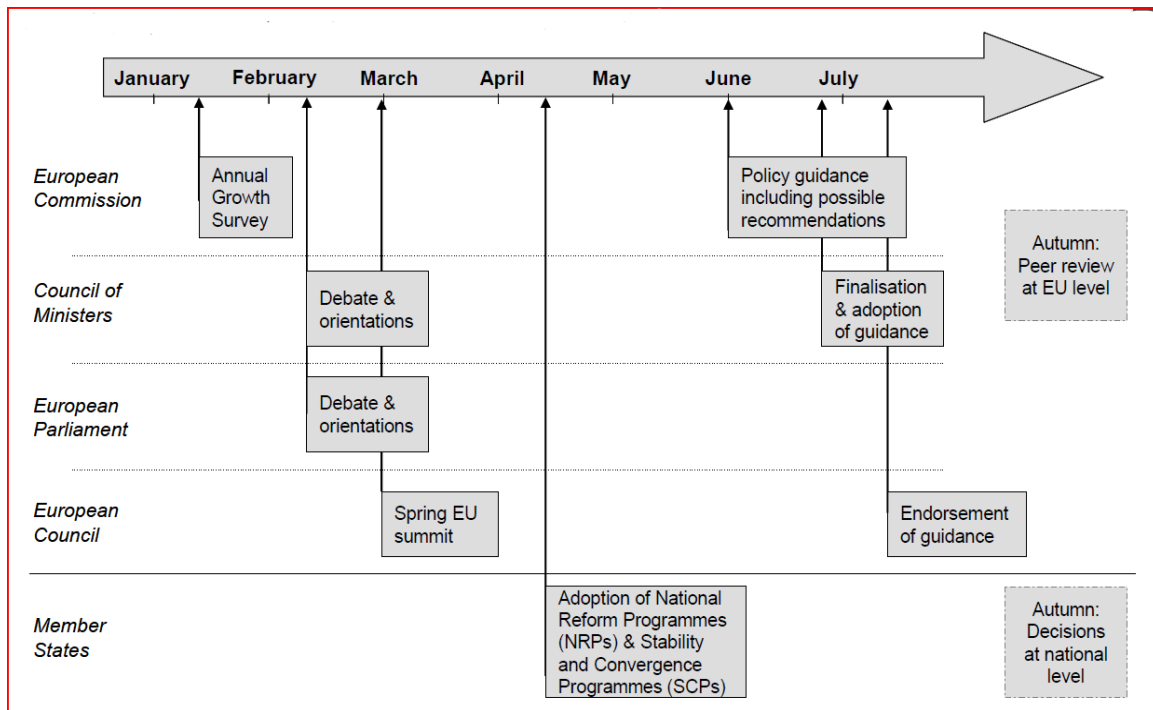 January February March April May June July
European
Commission
Annual
Growth
Survey
Policy guidance
including possible
recommendations
Autumn:
Peer review
at EU level
Council of
Ministers
Debate &
orientations
Finalisation
& adoption
of guidance
European
Parliament
Debate &
orientations
European
Council
Spring EU
summit
Endorsement
of guidance
Member
States
Adoption of National
Reform Programmes
(NRPs) & Stability
and Convergence
Programmes (SCPs)
Autumn:
Decisions
at national
level